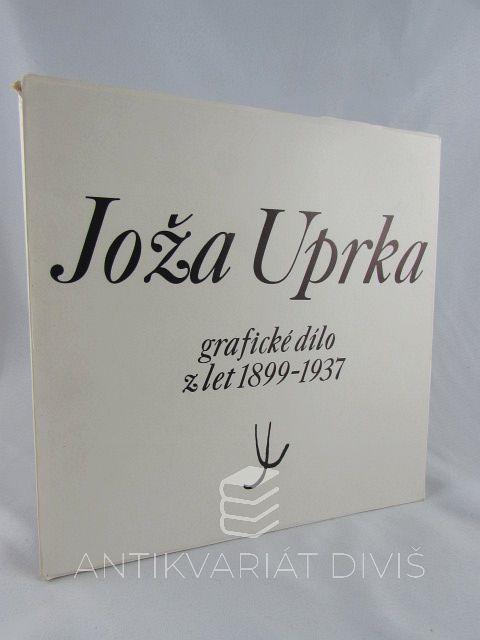 Joža Uprka
grafické dílo
z let 1899-1937
ANTIKVARIÁT DIVIŠ